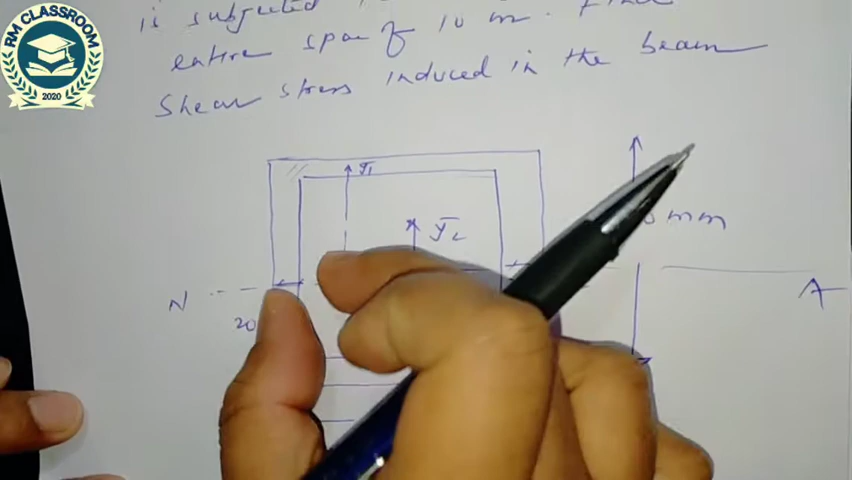 RM CLASSROOM
2020
is subjected
entire span of 10 m. Find
Shear stress induced in the beam
y1
ȳ2
mm
N
A
20